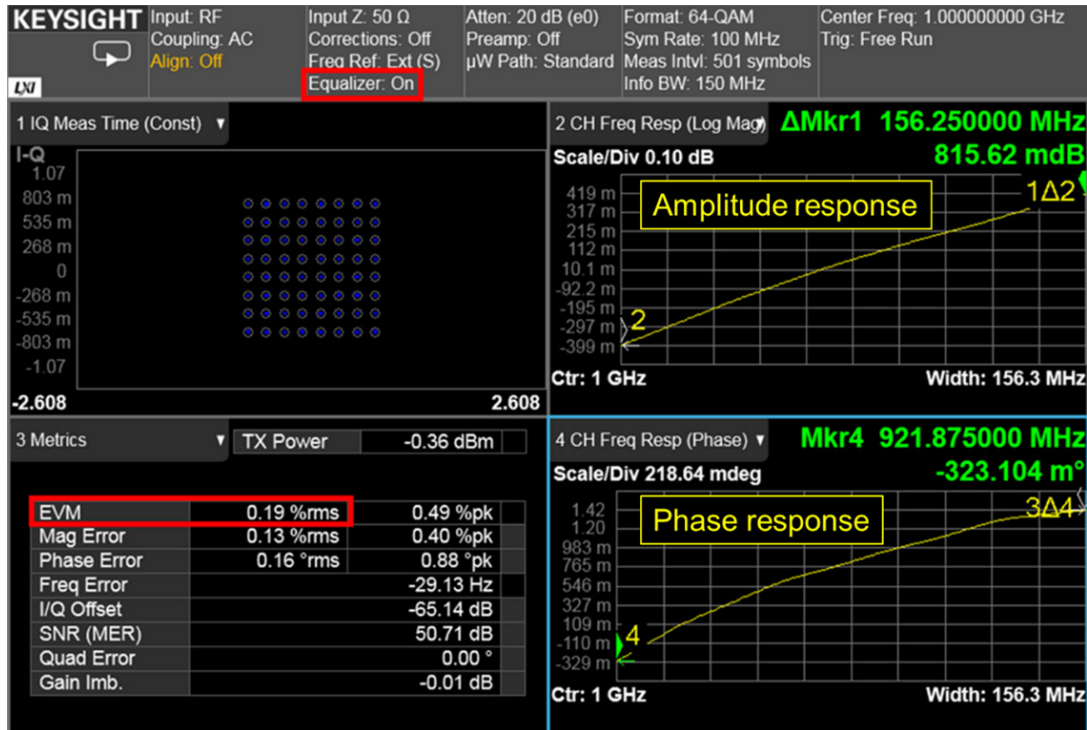 KEYSIGHT
LXI
Input: RF
Coupling: AC
Align: Off
Input Z: 50 Ω
Corrections: Off
Freq Ref: Ext (S)
Equalizer: On
Atten: 20 dB (e0)
Preamp: Off
µW Path: Standard
Format: 64-QAM
Sym Rate: 100 MHz
Meas Intvl: 501 symbols
Info BW: 150 MHz
Center Freq: 1.000000000 GHz
Trig: Free Run
1 IQ Meas Time (Const)
I-Q
1.07
803 m
535 m
268 m
0
-268 m
-535 m
-803 m
-1.07
-2.608 2.608
2 CH Freq Resp (Log Mag) ΔMkr1 156.250000 MHz
Scale/Div 0.10 dB 815.62 mdB
Amplitude response
1Δ2
419 m
317 m
215 m
112 m
10.1 m
-92.2 m
-195 m
-297 m
-399 m
2
Ctr: 1 GHz Width: 156.3 MHz
3 Metrics TX Power -0.36 dBm
EVM 0.19 %rms 0.49 %pk
Mag Error 0.13 %rms 0.40 %pk
Phase Error 0.16 °rms 0.88 °pk
Freq Error -29.13 Hz
I/Q Offset -65.14 dB
SNR (MER) 50.71 dB
Quad Error 0.00 °
Gain Imb. -0.01 dB
4 CH Freq Resp (Phase) Mkr4 921.875000 MHz
Scale/Div 218.64 mdeg -323.104 m°
Phase response
3Δ4
1.42
1.20
983 m
765 m
546 m
327 m
109 m
-110 m
-329 m
4
Ctr: 1 GHz Width: 156.3 MHz